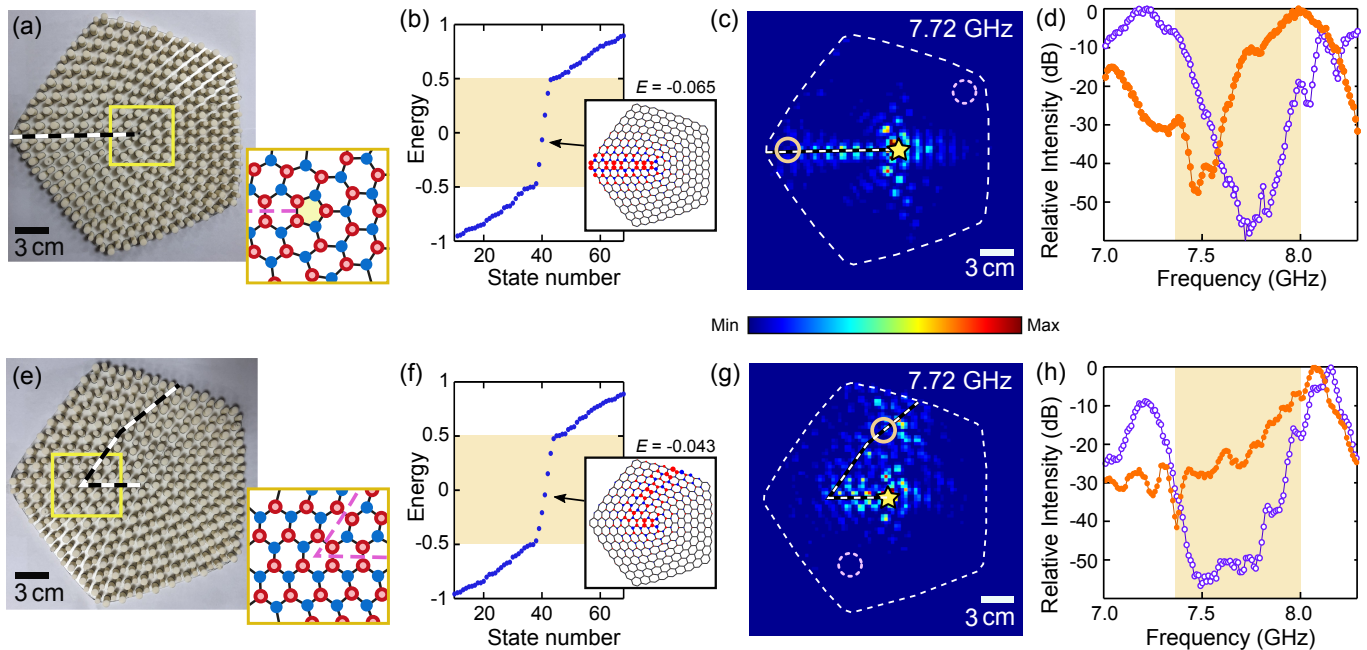 (a)
3 cm
(b)
Energy
1
0.5
0
-0.5
-1
E = -0.065
20
40
60
State number
(c)
7.72 GHz
3 cm
(d)
Relative Intensity (dB)
0
-10
-20
-30
-40
-50
7.0
7.5
8.0
Frequency (GHz)
Min
Max
(e)
3 cm
(f)
Energy
1
0.5
0
-0.5
-1
E = -0.043
20
40
60
State number
(g)
7.72 GHz
3 cm
(h)
Relative Intensity (dB)
0
-10
-20
-30
-40
-50
7.0
7.5
8.0
Frequency (GHz)